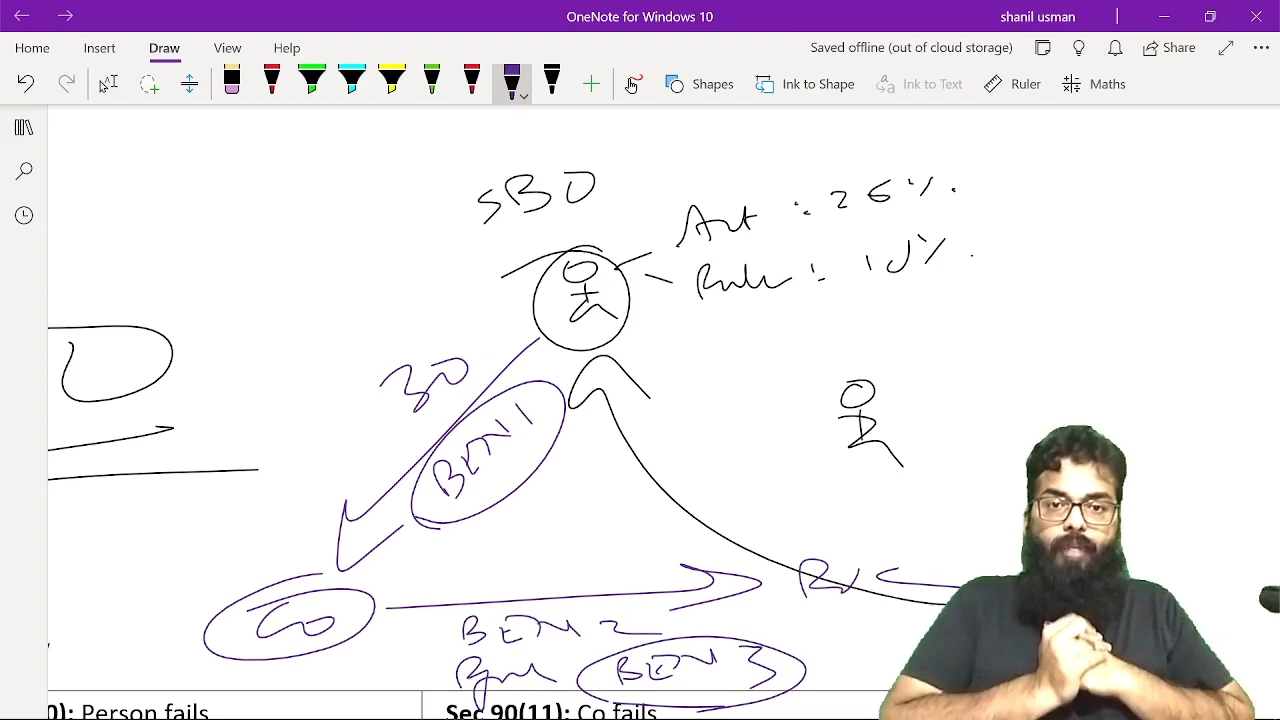 OneNote for Windows 10
shanil usman
Home Insert Draw View Help
Saved offline (out of cloud storage)
Share
Shapes Ink to Shape Ink to Text Ruler Maths
SBO
Act : 25%.
Rule : 10%.
30
BEN 1
Co
BEN 2
BEN 3
0): Person fails
Sec 90(11): Co fails